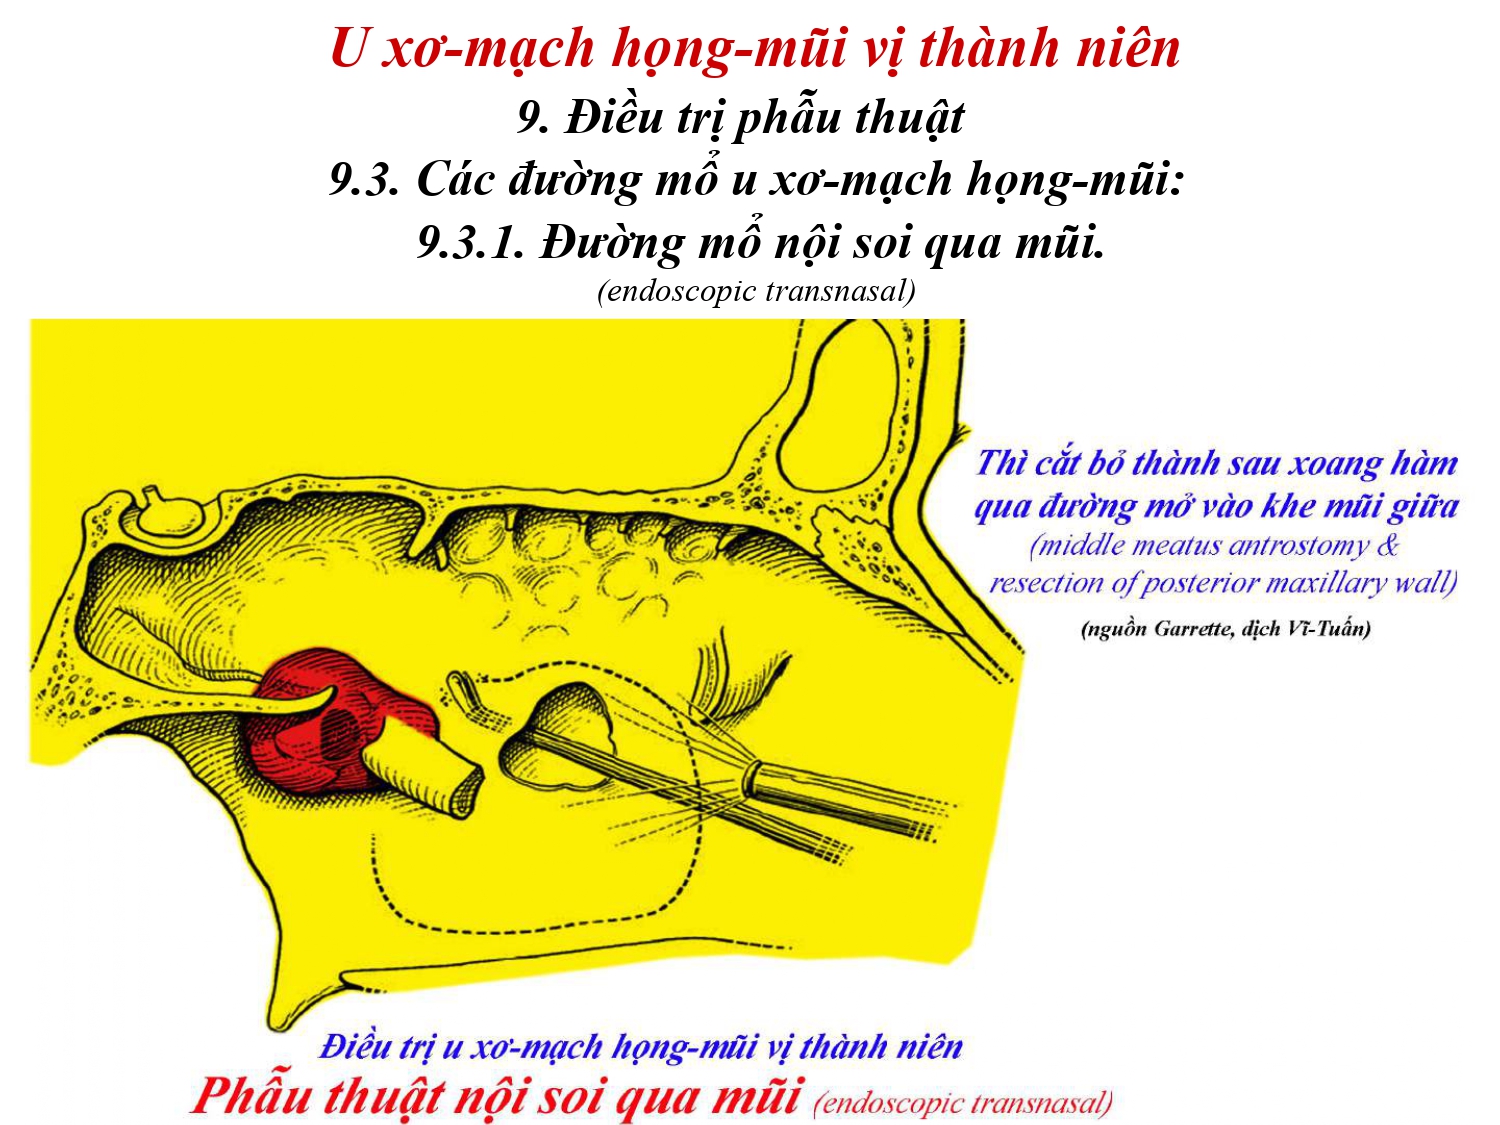 U xơ-mạch họng-mũi vị thành niên
9. Điều trị phẫu thuật
9.3. Các đường mổ u xơ-mạch họng-mũi:
9.3.1. Đường mổ nội soi qua mũi.
(endoscopic transnasal)
Thì cắt bỏ thành sau xoang hàm
qua đường mở vào khe mũi giữa
(middle meatus antrostomy &
resection of posterior maxillary wall)
(nguồn Garrette, dịch Vĩ-Tuấn)
Điều trị u xơ-mạch họng-mũi vị thành niên
Phẫu thuật nội soi qua mũi (endoscopic transnasal)